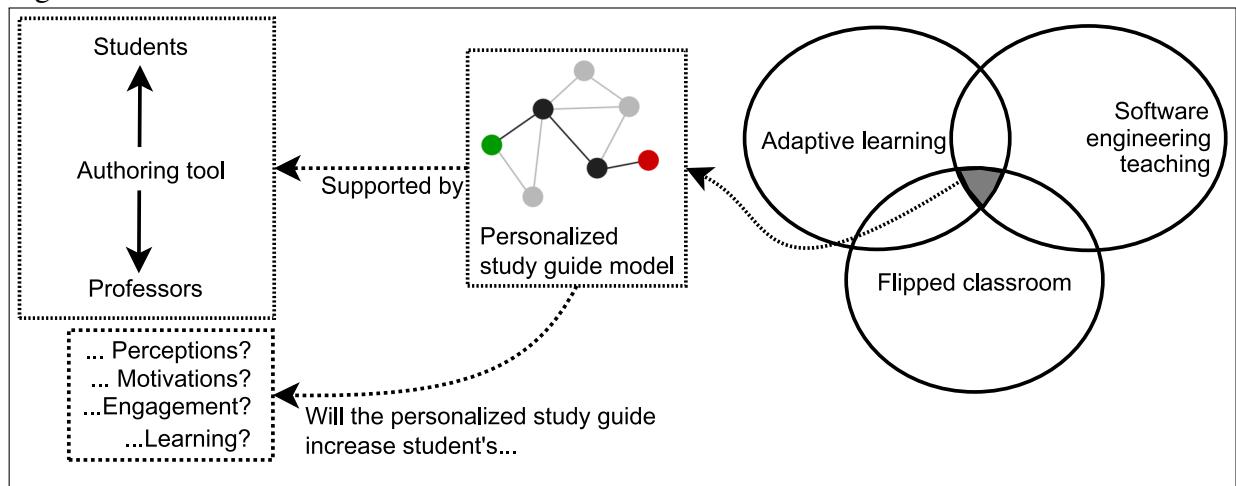 Students
Authoring tool
Professors
... Perceptions?
... Motivations?
...Engagement?
...Learning?
Supported by
Personalized
study guide model
Will the personalized study guide
increase student's...
Adaptive learning
Software
engineering
teaching
Flipped classroom